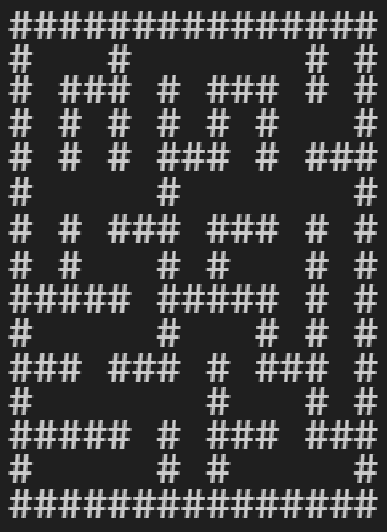 ###############
#   #       # #
# ### # ### # #
# # # # # #   #
# # # ### # ###
#     #       #
# # ### ### # #
# #   # #   # #
##### ##### # #
#     #   # # #
### ### # ### #
#       #   # #
##### # ### ###
#     # #     #
###############